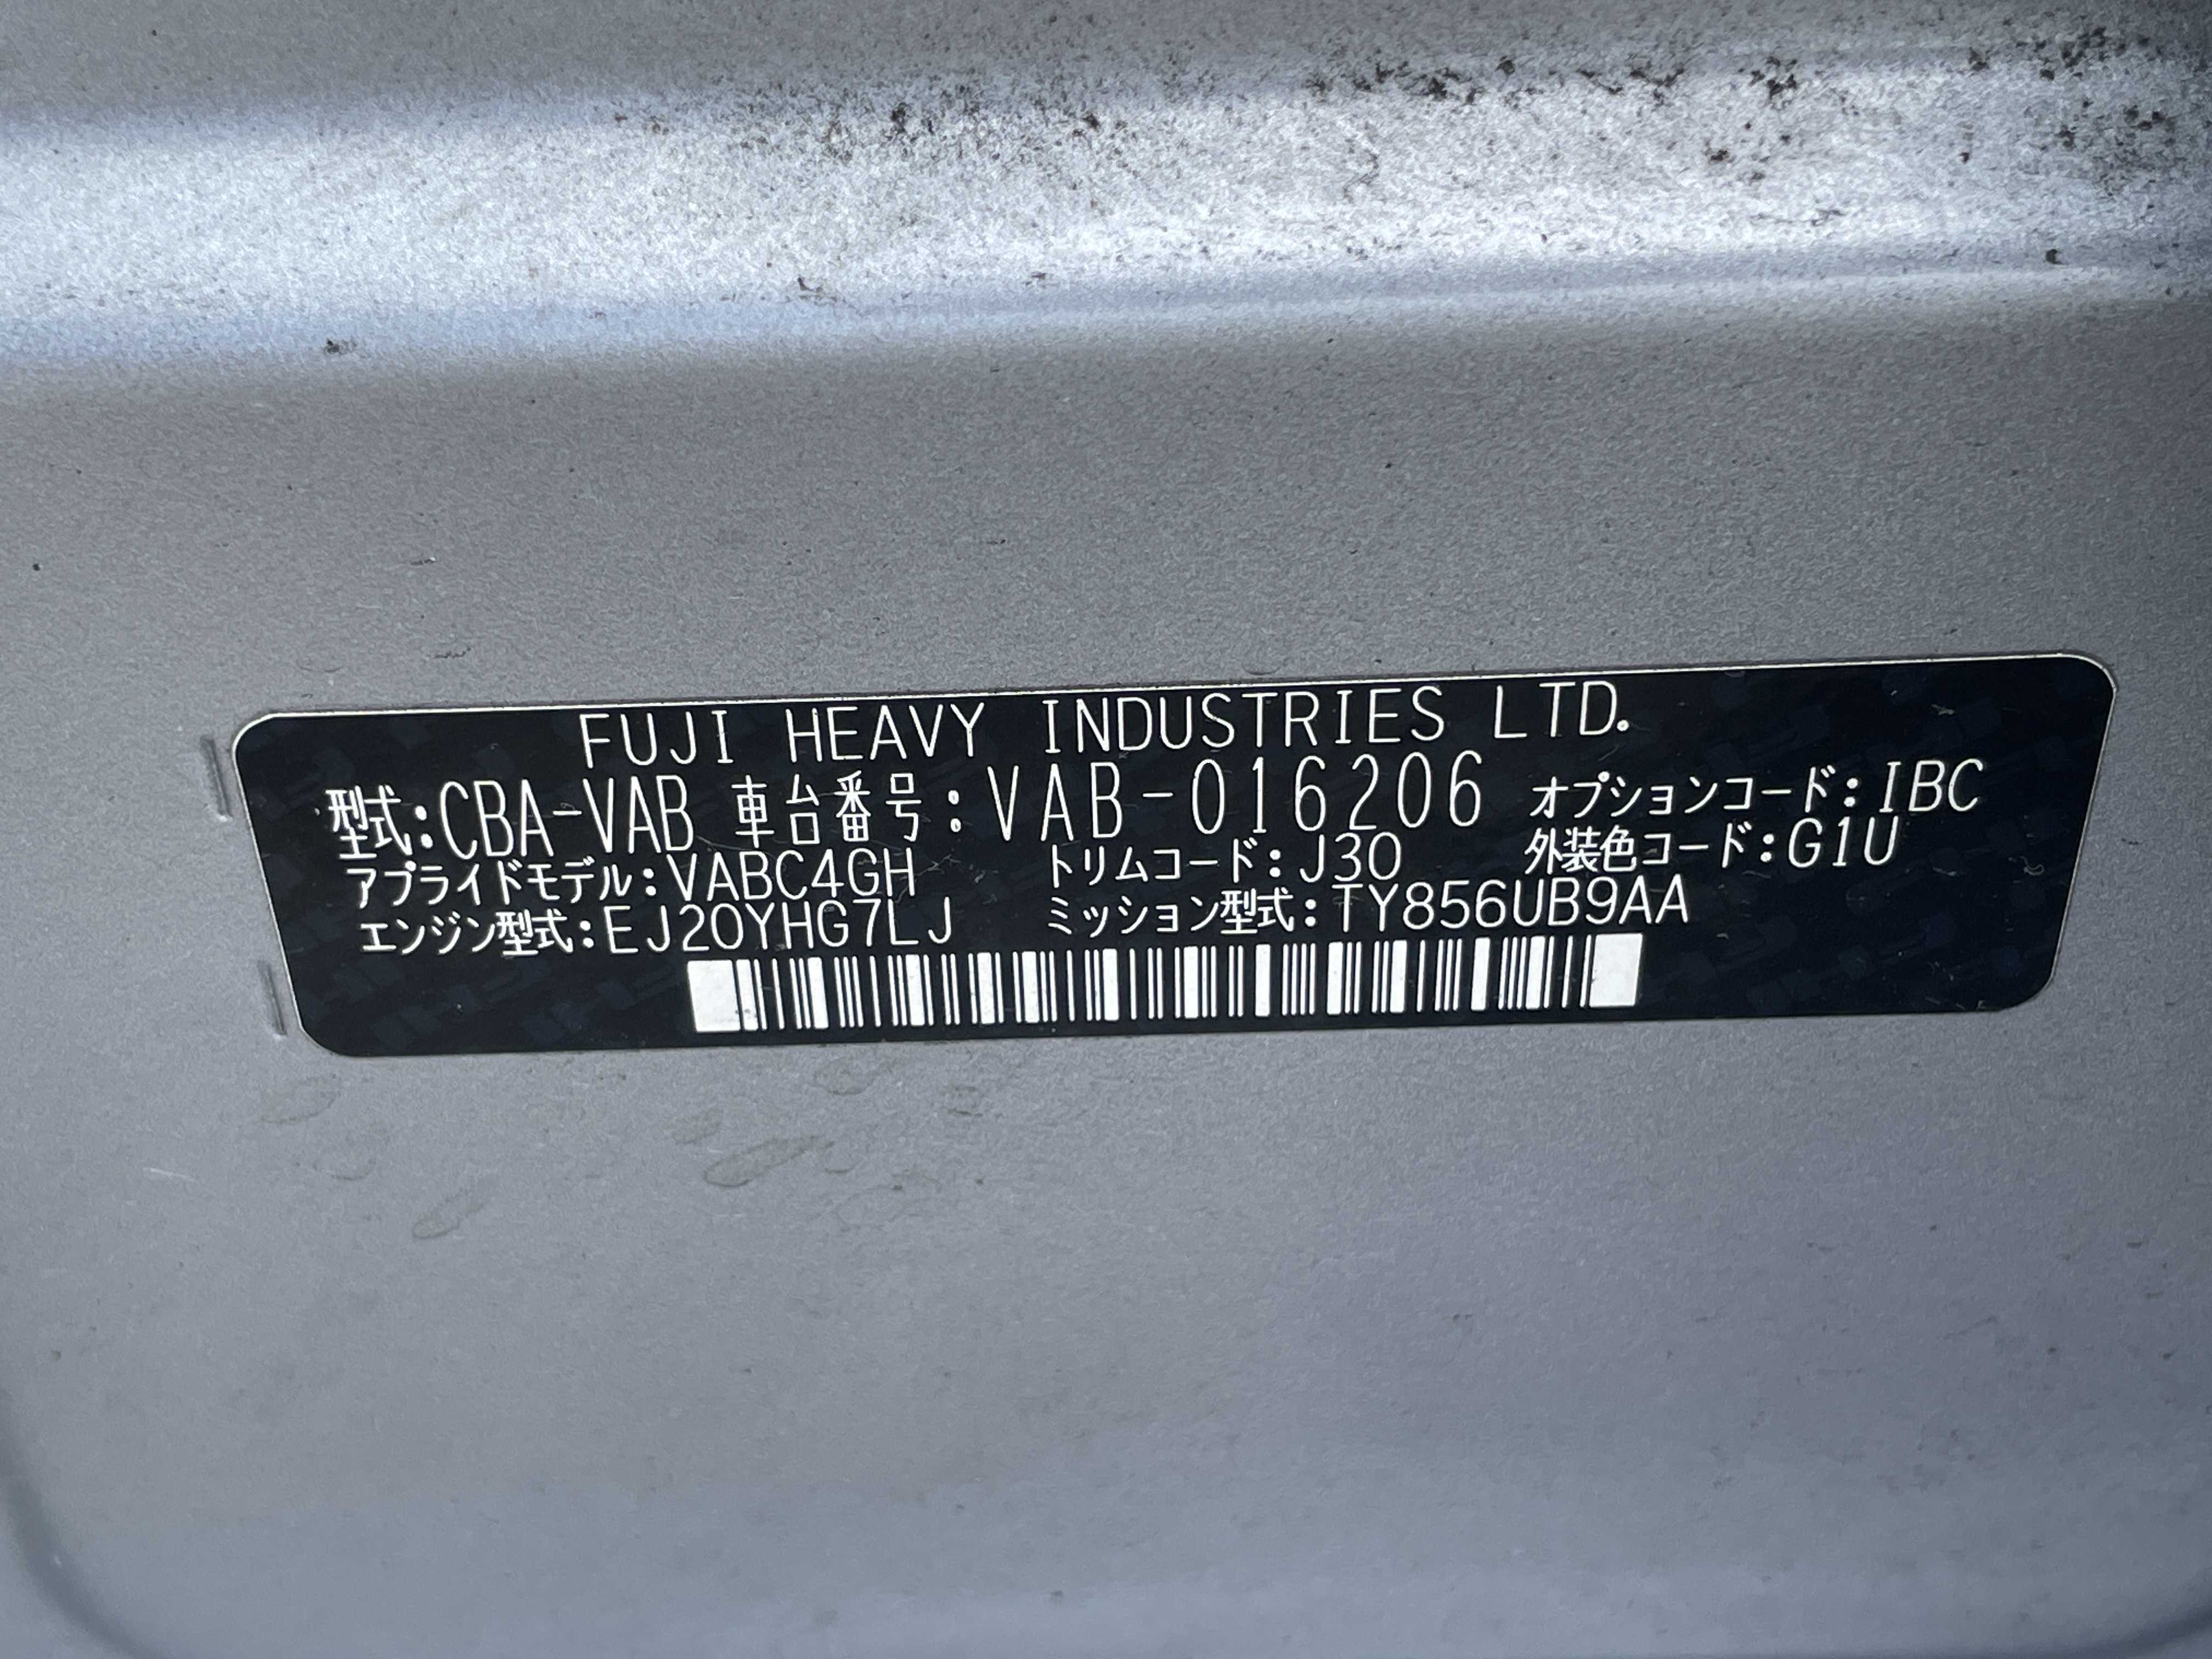 FUJI HEAVY INDUSTRIES LTD.
型式:CBA-VAB 車台番号:VAB-016206 オプションコード:IBC
アプライドモデル:VABC4GH トリムコード:J30 外装色コード:G1U
エンジン型式:EJ20YHG7LJ ミッション型式:TY856UB9AA